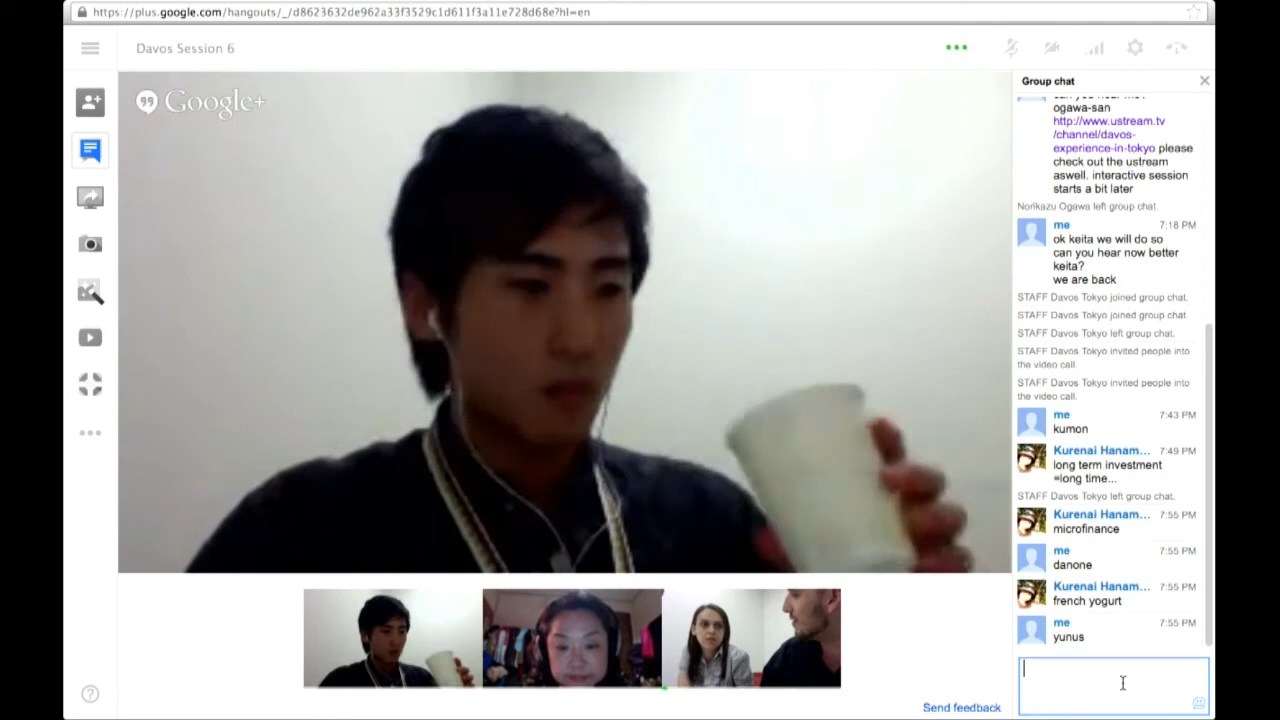 https://plus.google.com/hangouts/_/d8623632de962a33f3529c1d611f3a11e728d68e?hl=en
Davos Session 6
Google+
Group chat
ogawa-san
http://www.ustream.tv
/channel/davos-
experience-in-tokyo please
check out the ustream
aswell. interactive session
starts a bit later
Norikazu Ogawa left group chat.
me 7:18 PM
ok keita we will do so
can you hear now better
keita?
we are back
STAFF Davos Tokyo joined group chat.
STAFF Davos Tokyo joined group chat.
STAFF Davos Tokyo left group chat.
STAFF Davos Tokyo invited people into
the video call.
STAFF Davos Tokyo invited people into
the video call.
me 7:43 PM
kumon
Kurenai Hanam... 7:49 PM
long term investment
=long time...
STAFF Davos Tokyo left group chat.
Kurenai Hanam... 7:55 PM
microfinance
me 7:55 PM
danone
Kurenai Hanam... 7:55 PM
french yogurt
me 7:55 PM
yunus
Send feedback